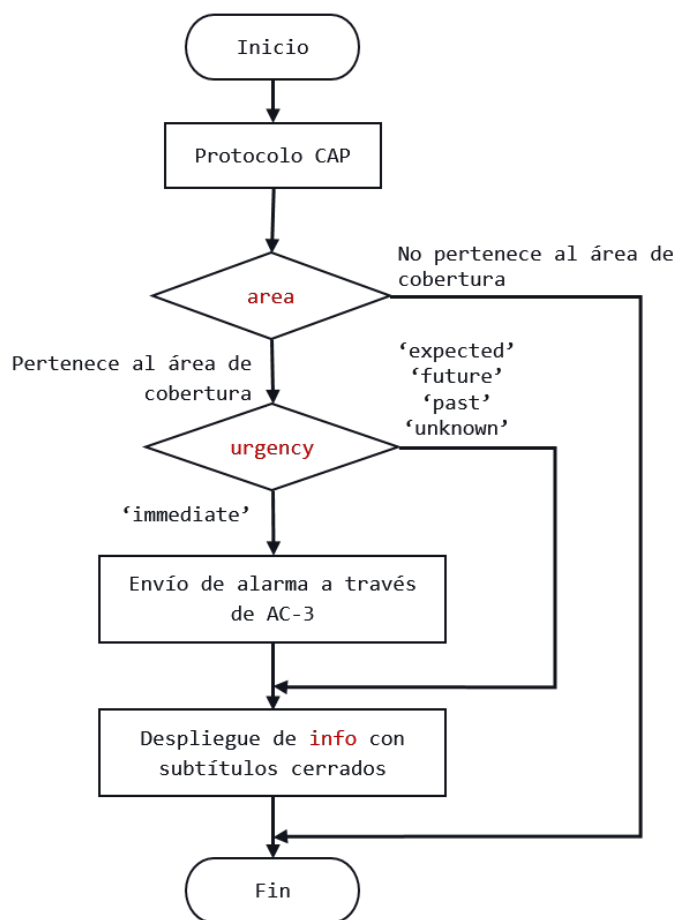 Inicio
Protocolo CAP
No pertenece al área de
cobertura
area
Pertenece al área de
cobertura
‘expected’
‘future’
‘past’
‘unknown’
urgency
‘immediate’
Envío de alarma a través
de AC-3
Despliegue de info con
subtítulos cerrados
Fin